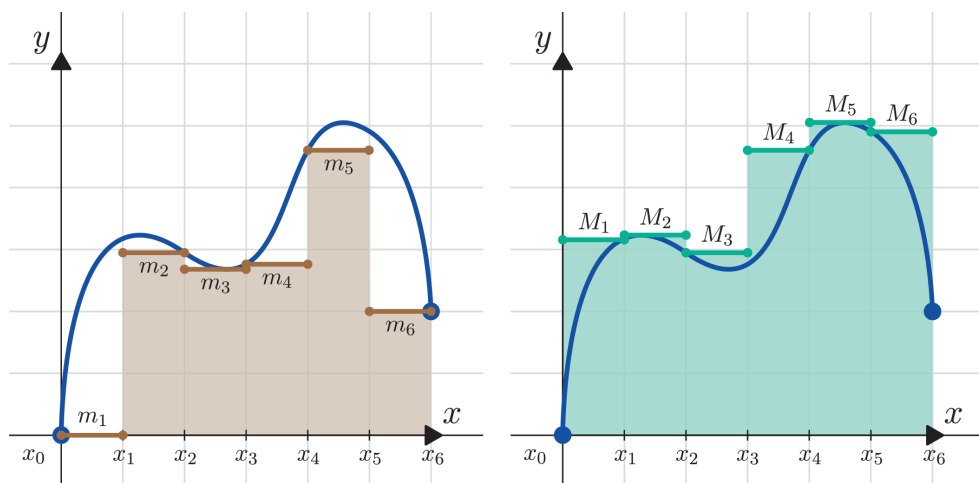 y
m₁
m₂
m₃
m₄
m₅
m₆
x
x₀ x₁ x₂ x₃ x₄ x₅ x₆
y
M₁
M₂
M₃
M₄
M₅
M₆
x
x₀ x₁ x₂ x₃ x₄ x₅ x₆